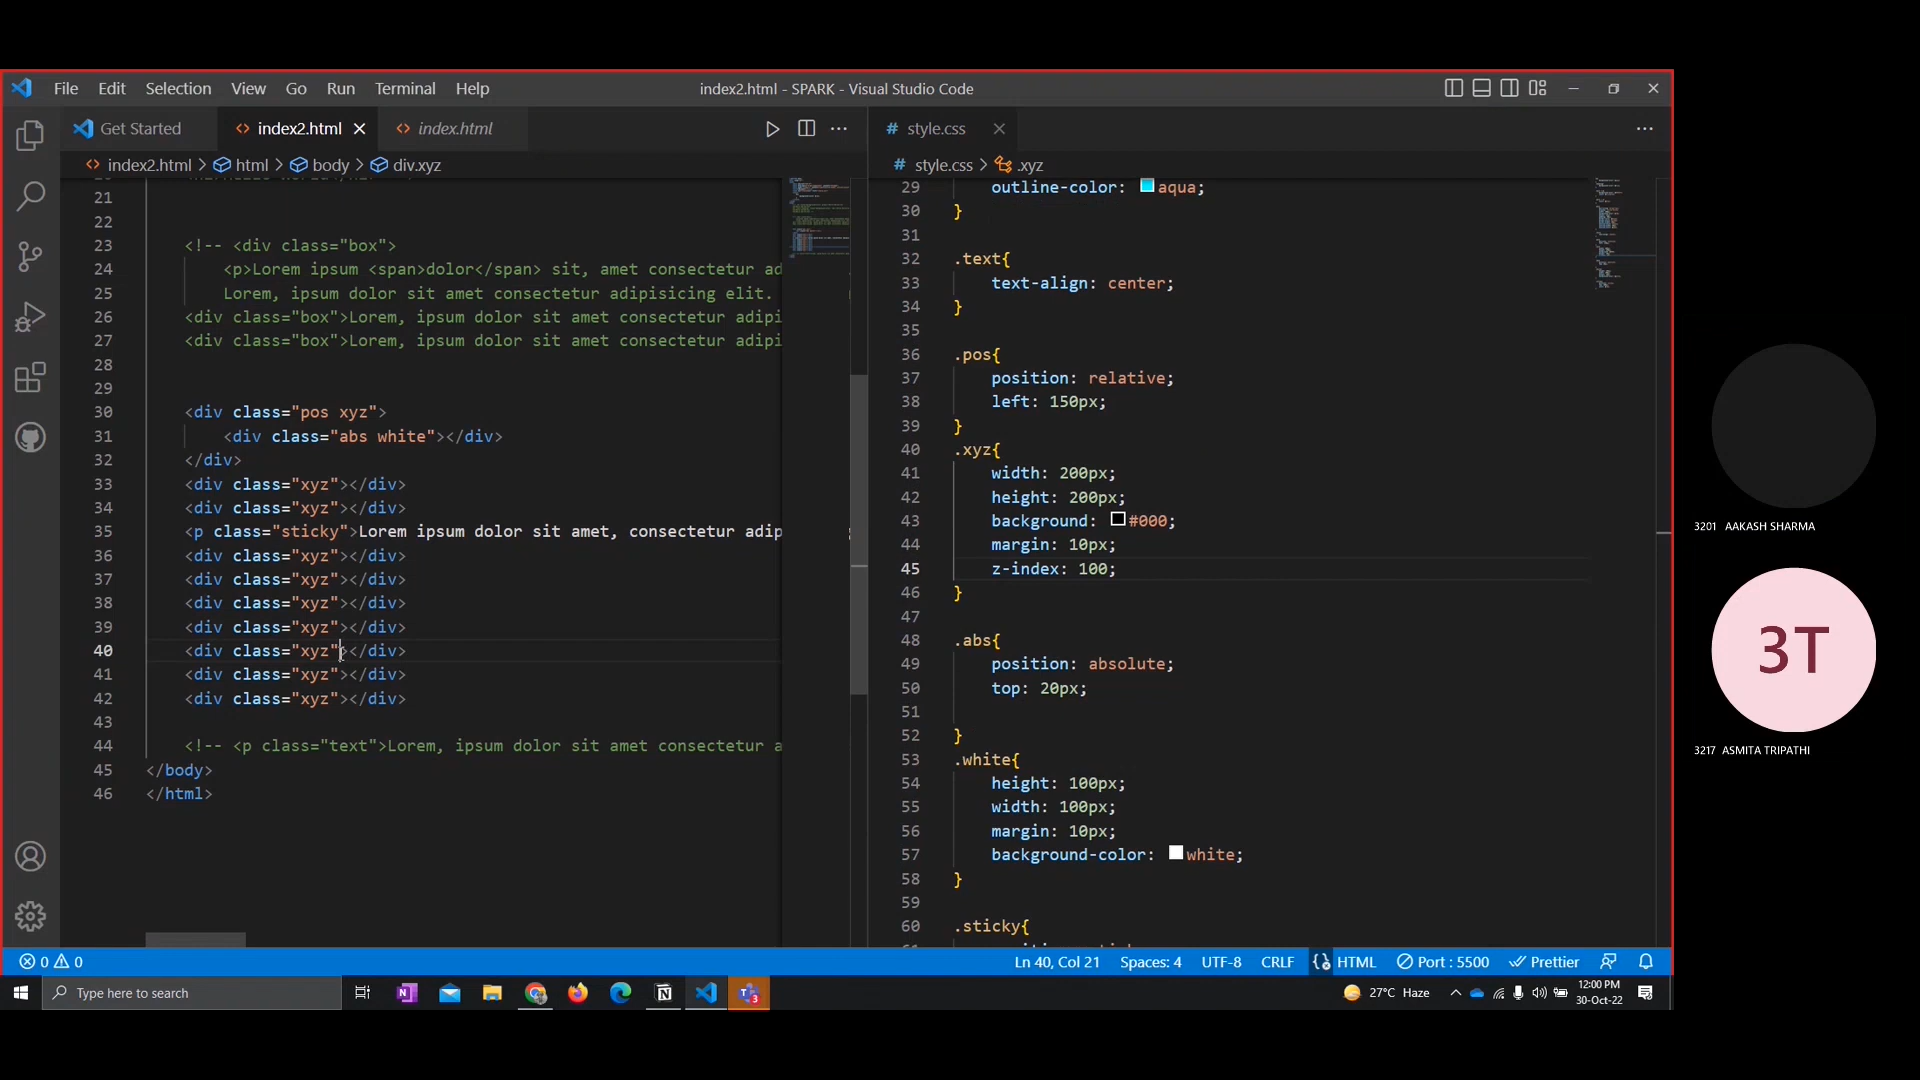 File Edit Selection View Go Run Terminal Help index2.html - SPARK - Visual Studio Code
Get Started index2.html index.html
index2.html > html > body > div.xyz
21
22
23 <!-- <div class="box">
24 <p>Lorem ipsum <span>dolor</span> sit, amet consectetur ad
25 Lorem, ipsum dolor sit amet consectetur adipisicing elit.
26 <div class="box">Lorem, ipsum dolor sit amet consectetur adipi
27 <div class="box">Lorem, ipsum dolor sit amet consectetur adipi
28
29
30 <div class="pos xyz">
31 <div class="abs white"></div>
32 </div>
33 <div class="xyz"></div>
34 <div class="xyz"></div>
35 <p class="sticky">Lorem ipsum dolor sit amet, consectetur adip
36 <div class="xyz"></div>
37 <div class="xyz"></div>
38 <div class="xyz"></div>
39 <div class="xyz"></div>
40 <div class="xyz"></div>
41 <div class="xyz"></div>
42 <div class="xyz"></div>
43
44 <!-- <p class="text">Lorem, ipsum dolor sit amet consectetur a
45 </body>
46 </html>
# style.css
# style.css > .xyz
29 outline-color: aqua;
30 }
31
32 .text{
33 text-align: center;
34 }
35
36 .pos{
37 position: relative;
38 left: 150px;
39 }
40 .xyz{
41 width: 200px;
42 height: 200px;
43 background: #000;
44 margin: 10px;
45 z-index: 100;
46 }
47
48 .abs{
49 position: absolute;
50 top: 20px;
51
52 }
53 .white{
54 height: 100px;
55 width: 100px;
56 margin: 10px;
57 background-color: white;
58 }
59
60 .sticky{
3201 AAKASH SHARMA
3T
3217 ASMITA TRIPATHI
0 0 Ln 40, Col 21 Spaces: 4 UTF-8 CRLF HTML Port : 5500 Prettier
Type here to search
27°C Haze
12:00 PM
30-Oct-22